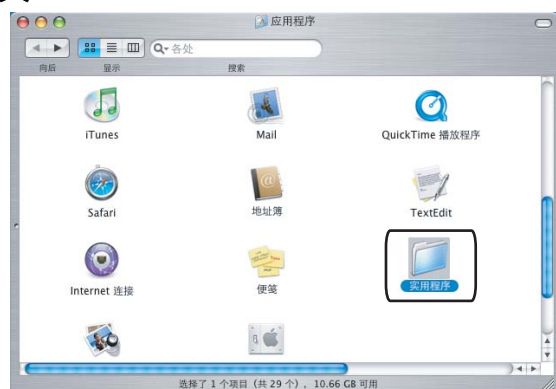 应用程序
各处
向后 显示 搜索
iTunes Mail QuickTime 播放程序
Safari 地址簿 TextEdit
Internet 连接 便笺 实用程序
选择了 1 个项目 (共 29 个) , 10.66 GB 可用